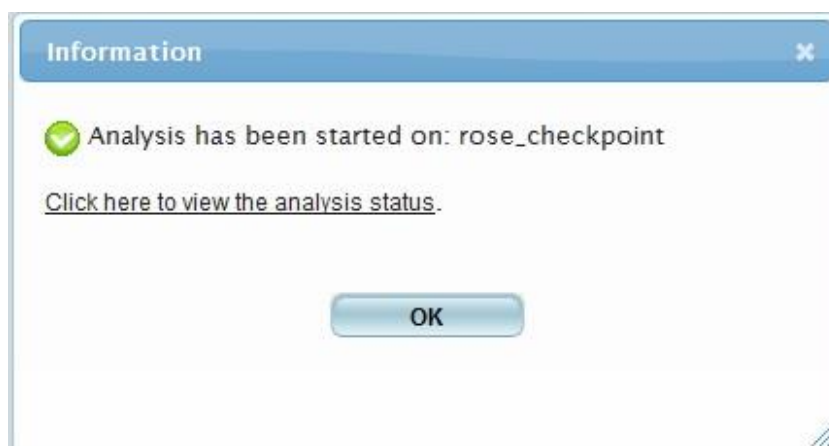 Information
Analysis has been started on: rose_checkpoint
Click here to view the analysis status.
OK